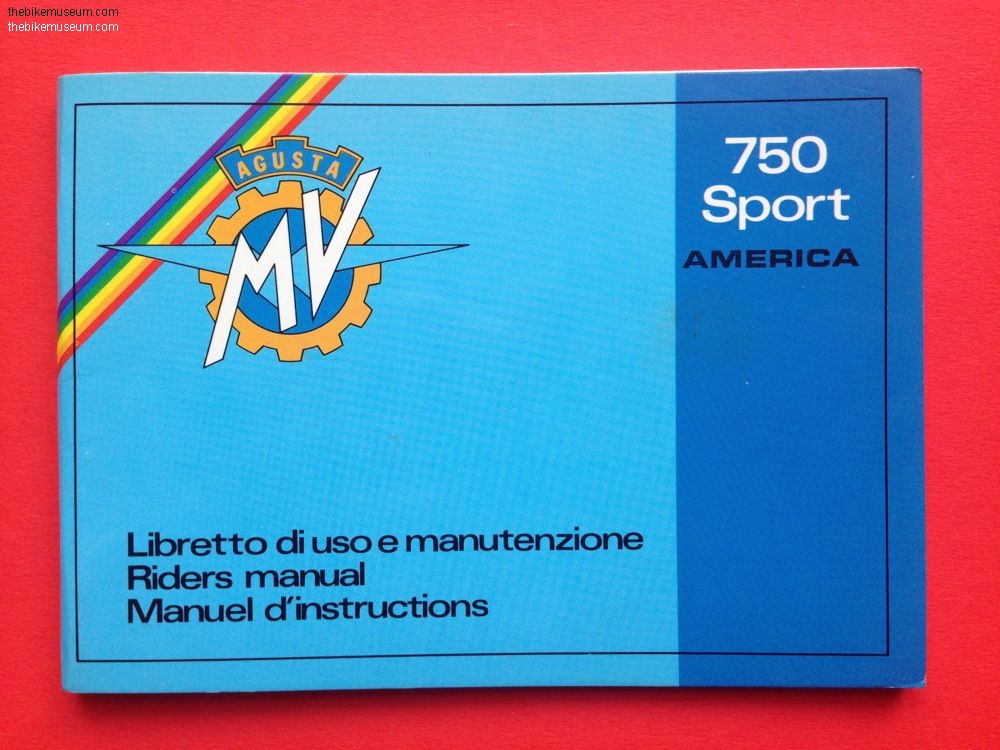 thebikemuseum.com
thebikemuseum.com
AGUSTA
MV
750
Sport
AMERICA
Libretto di uso e manutenzione
Riders manual
Manuel d'instructions